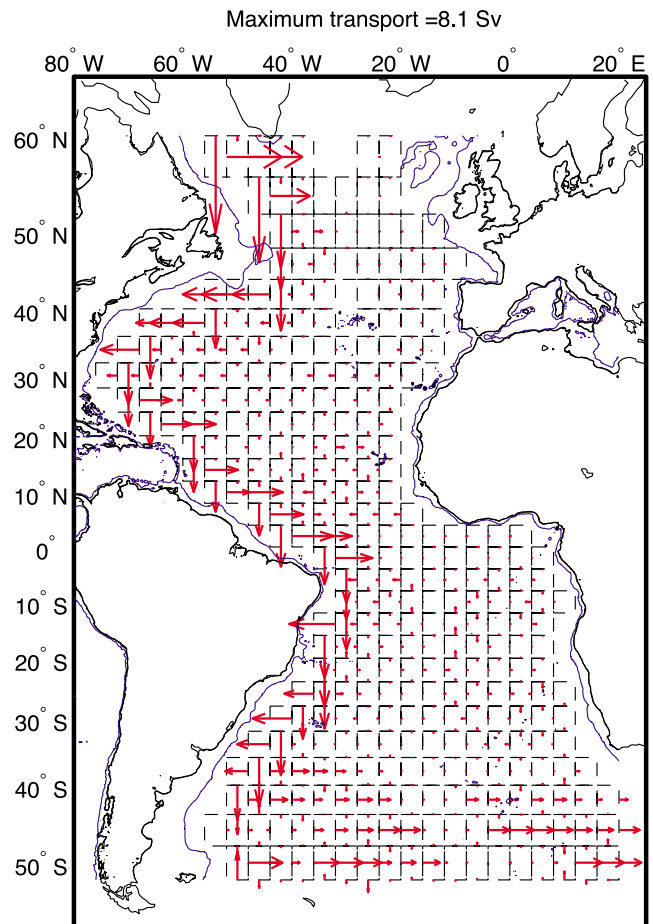 Maximum transport =8.1 Sv
80° W 60° W 40° W 20° W 0° 20° E
60° N
50° N
40° N
30° N
20° N
10° N
0°
10° S
20° S
30° S
40° S
50° S